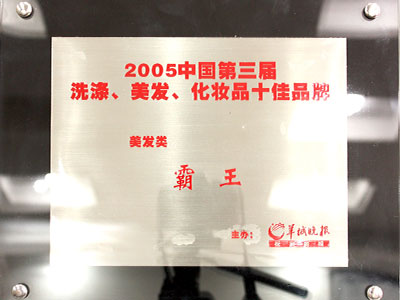 2005中国第三届
洗涤、美发、化妆品十佳品牌
美发类
霸王
主办：羊城晚报